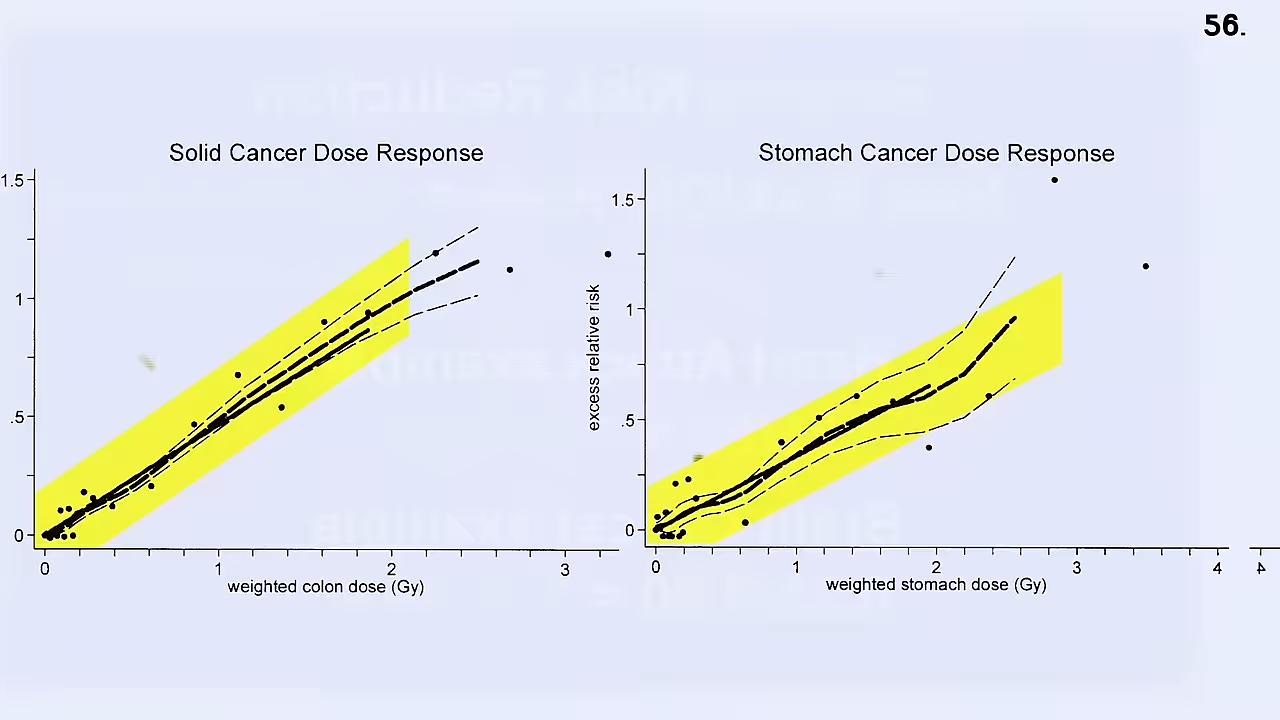 56.
Solid Cancer Dose Response
1.5
1
.5
0
0 1 2 3
weighted colon dose (Gy)
Stomach Cancer Dose Response
excess relative risk
1.5
1
.5
0
0 1 2 3 4 4
weighted stomach dose (Gy)